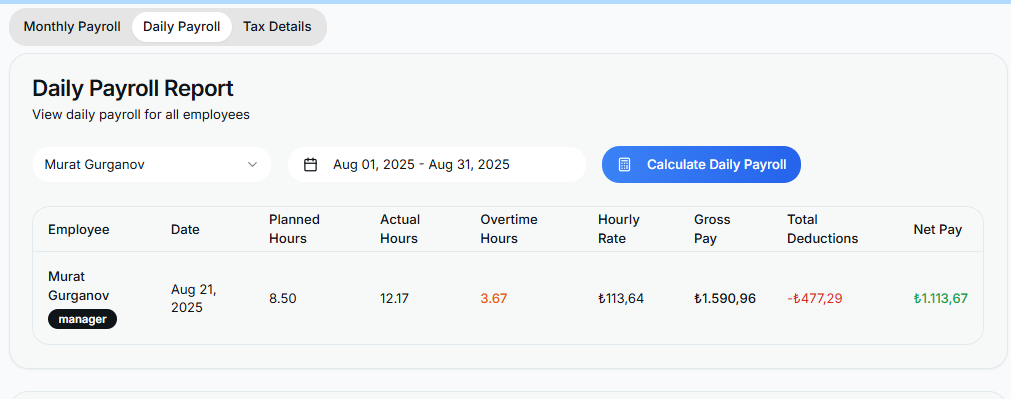 Monthly Payroll Daily Payroll Tax Details
Daily Payroll Report
View daily payroll for all employees
Murat Gurganov Aug 01, 2025 - Aug 31, 2025 Calculate Daily Payroll
Employee Date Planned Hours Actual Hours Overtime Hours Hourly Rate Gross Pay Total Deductions Net Pay
Murat Gurganov manager Aug 21, 2025 8.50 12.17 3.67 ₺113,64 ₺1.590,96 -₺477,29 ₺1.113,67